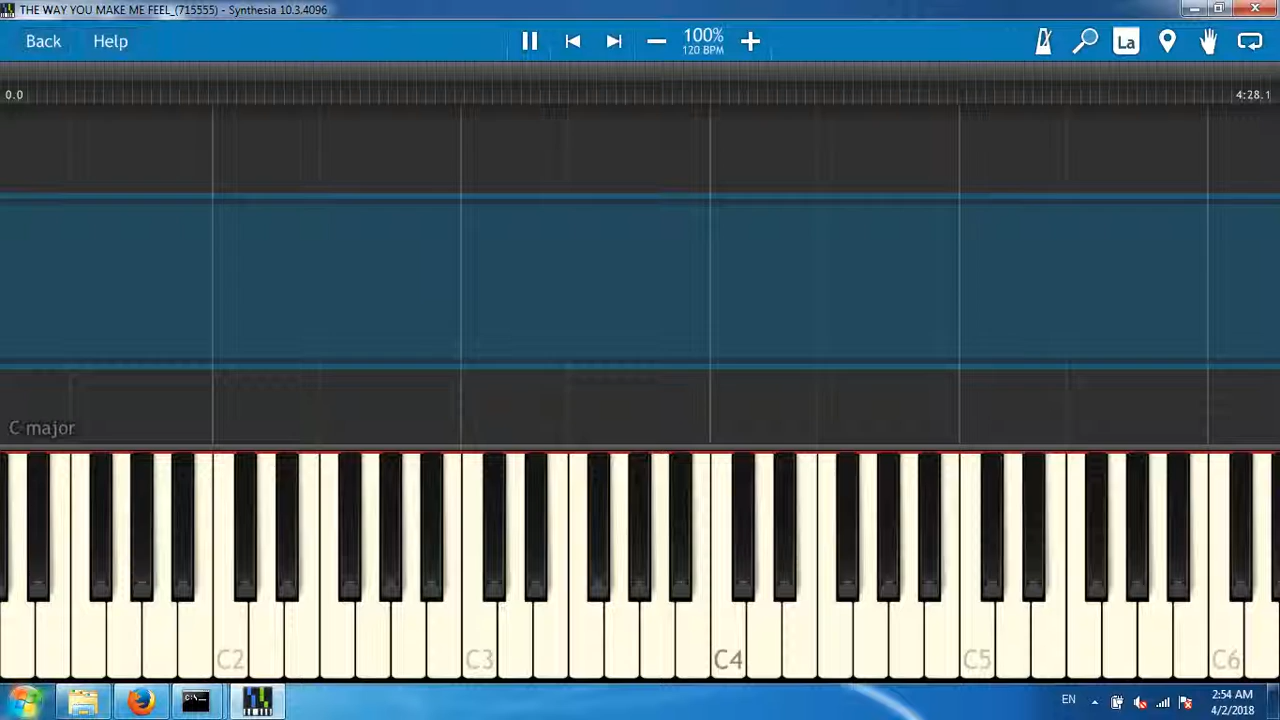 THE WAY YOU MAKE ME FEEL_(715555) - Synthesia 10.3.4096
Back
Help
100%
120 BPM
La
0.0
4:28.1
C major
C2
C3
C4
C5
C6
EN
2:54 AM
4/2/2018